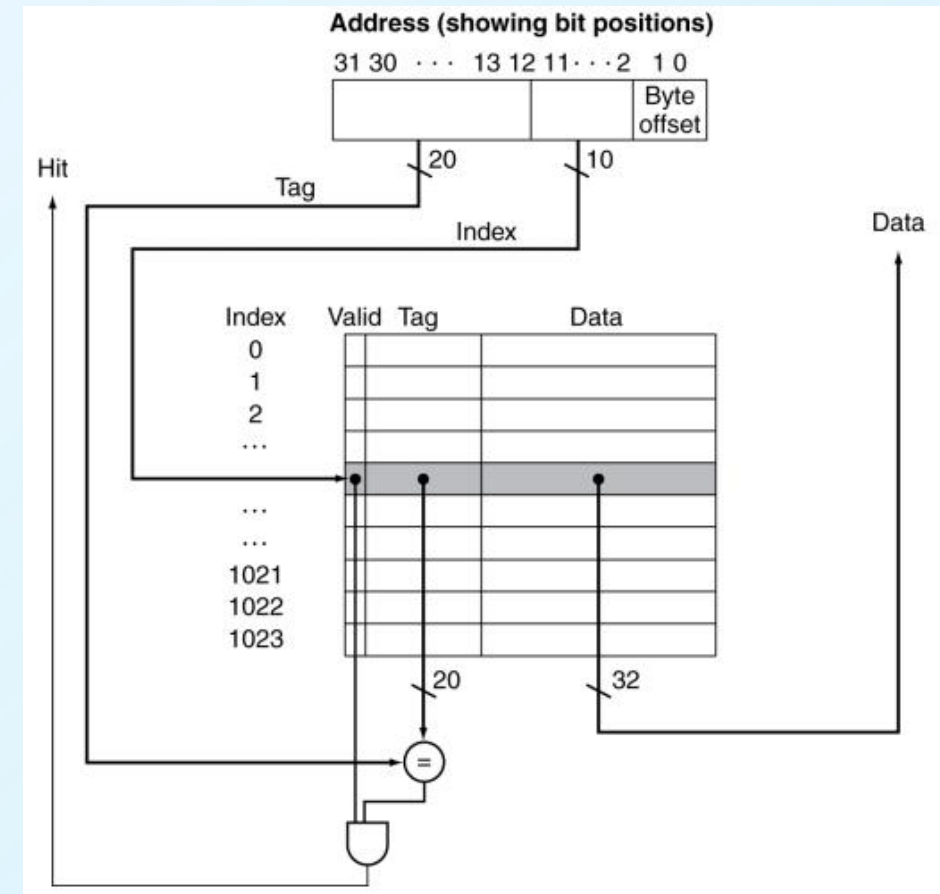 Address (showing bit positions)
31 30 · · · 13 12 11 · · · 2 1 0
Byte
offset
20
10
Hit
Tag
Index
Data
Index Valid Tag Data
0
1
2
...
...
...
1021
1022
1023
20
32
=